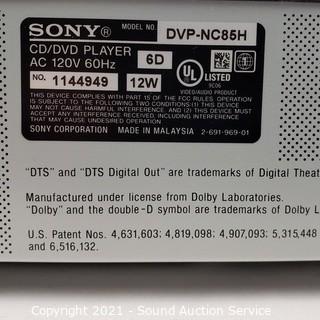 SONY®
MODEL NO. DVP-NC85H
CD/DVD PLAYER 6D
AC 120V 60Hz
NO. 1144949 12W
UL® LISTED
9C06
VIDEO/AUDIO PRODUCT
THIS DEVICE COMPLIES WITH PART 15 OF THE FCC RULES. OPERATION
IS SUBJECT TO THE FOLLOWING TWO CONDITIONS: (1) THIS DEVICE
MAY NOT CAUSE HARMFUL INTERFERENCE, AND (2) THIS DEVICE MUST
ACCEPT ANY INTERFERENCE RECEIVED, INCLUDING INTERFERENCE THAT
MAY CAUSE UNDESIRED OPERATION.
SONY CORPORATION MADE IN MALAYSIA 2-691-969-01
"DTS" and "DTS Digital Out" are trademarks of Digital Theat
Manufactured under license from Dolby Laboratories.
"Dolby" and the double-D symbol are trademarks of Dolby L
U.S. Patent Nos. 4,631,603; 4,819,098; 4,907,093; 5,315,448
and 6,516,132.
Copyright 2021 - Sound Auction Service